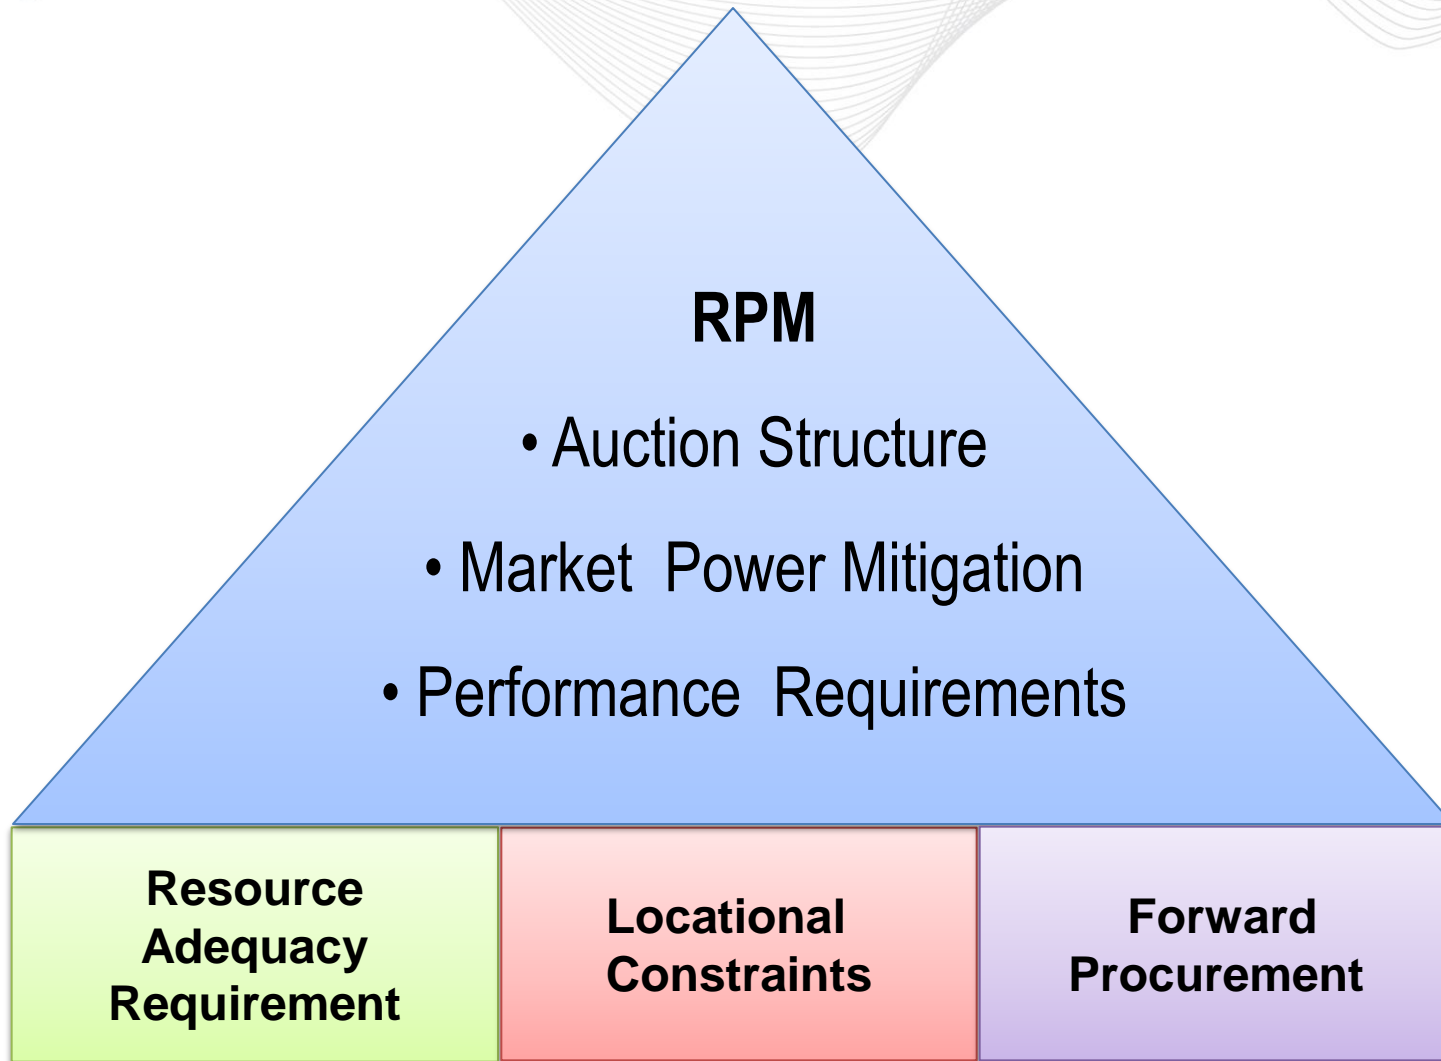 RPM
• Auction Structure
• Market  Power Mitigation
• Performance  Requirements
Resource
Adequacy
Requirement
Locational
Constraints
Forward
Procurement